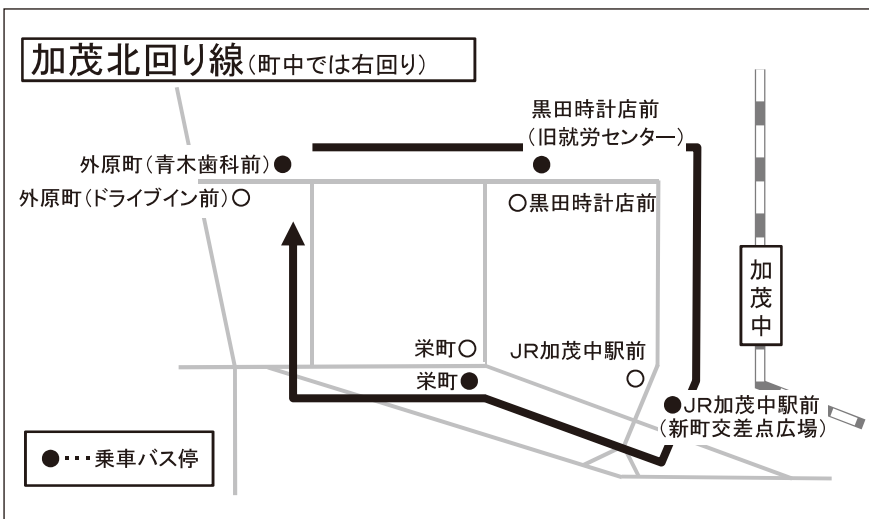 加茂北回り線(町中では右回り)
黒田時計店前
(旧就労センター)
外原町(青木歯科前)●
外原町(ドライブイン前)○
○黒田時計店前
加茂中
栄町○
JR加茂中駅前
栄町●
●JR加茂中駅前
(新町交差点広場)
●···乗車バス停